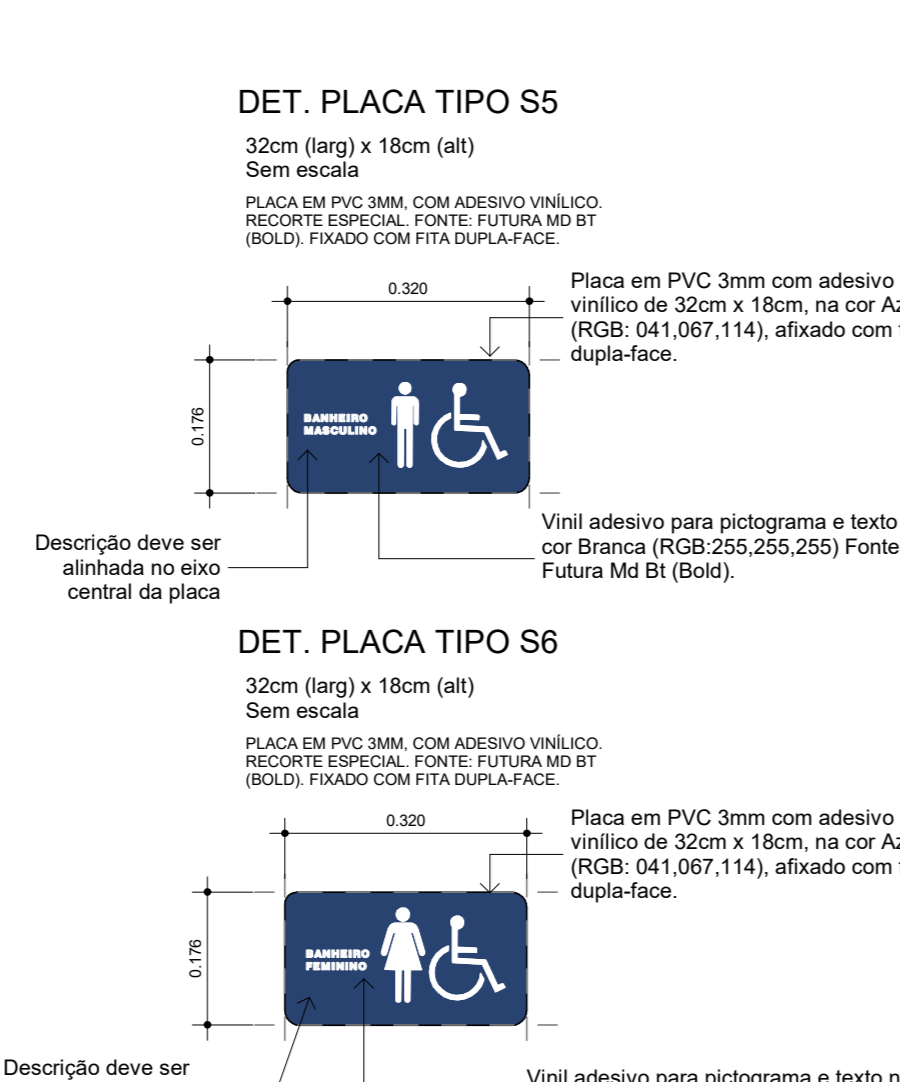 DET. PLACA TIPO S5
32cm (larg) x 18cm (alt)
Sem escala
PLACA EM PVC 3MM, COM ADESIVO VINÍLICO.
RECORTE ESPECIAL. FONTE: FUTURA MD BT
(BOLD). FIXADO COM FITA DUPLA-FACE.
0.320
Placa em PVC 3mm com adesivo
vinílico de 32cm x 18cm, na cor
(RGB: 041,067,114), afixado com
dupla-face.
0.176
BANHEIRO
MASCULINO
Descrição deve ser
alinhada no eixo
central da placa
Vinil adesivo para pictograma e texto
cor Branca (RGB:255,255,255) Fonte
Futura Md Bt (Bold).
DET. PLACA TIPO S6
32cm (larg) x 18cm (alt)
Sem escala
PLACA EM PVC 3MM, COM ADESIVO VINÍLICO.
RECORTE ESPECIAL. FONTE: FUTURA MD BT
(BOLD). FIXADO COM FITA DUPLA-FACE.
0.320
Placa em PVC 3mm com adesivo
vinílico de 32cm x 18cm, na cor
(RGB: 041,067,114), afixado com
dupla-face.
0.176
BANHEIRO
FEMININO
Descrição deve ser
Vinil adesivo para pictograma e texto